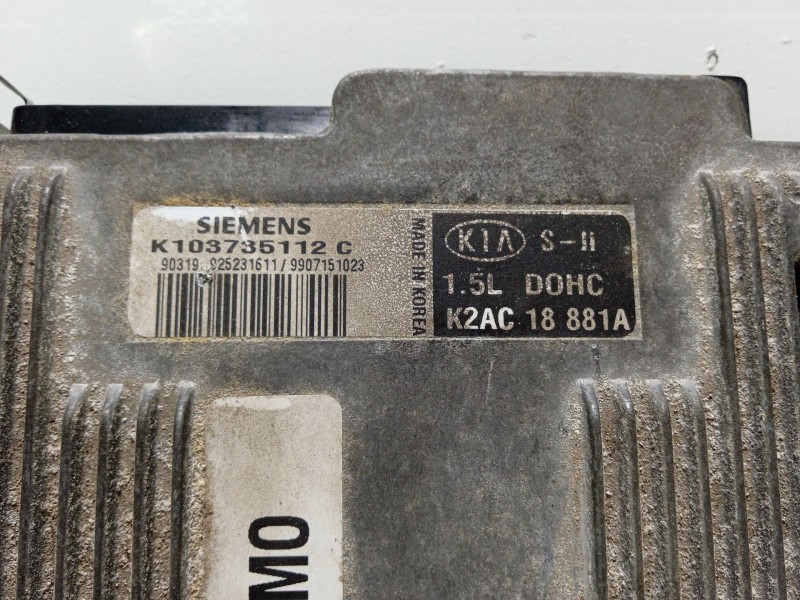 SIEMENS
K103735112 C
90319 925231611 / 9907151023
MADE IN KOREA
KIA S-II
1.5L DOHC
K2AC 18 881A
MO